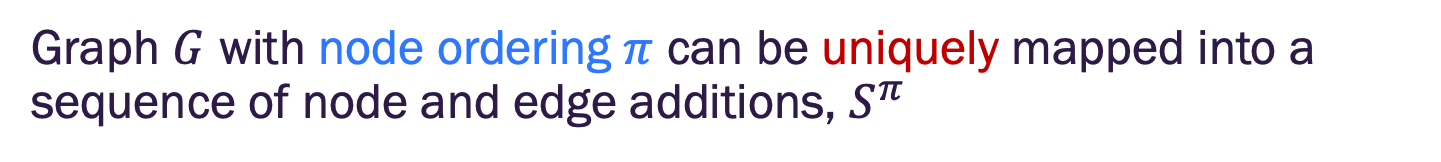 Graph 𝐺 with node ordering 𝜋 can be uniquely mapped into a
sequence of node and edge additions, 𝑆^𝜋